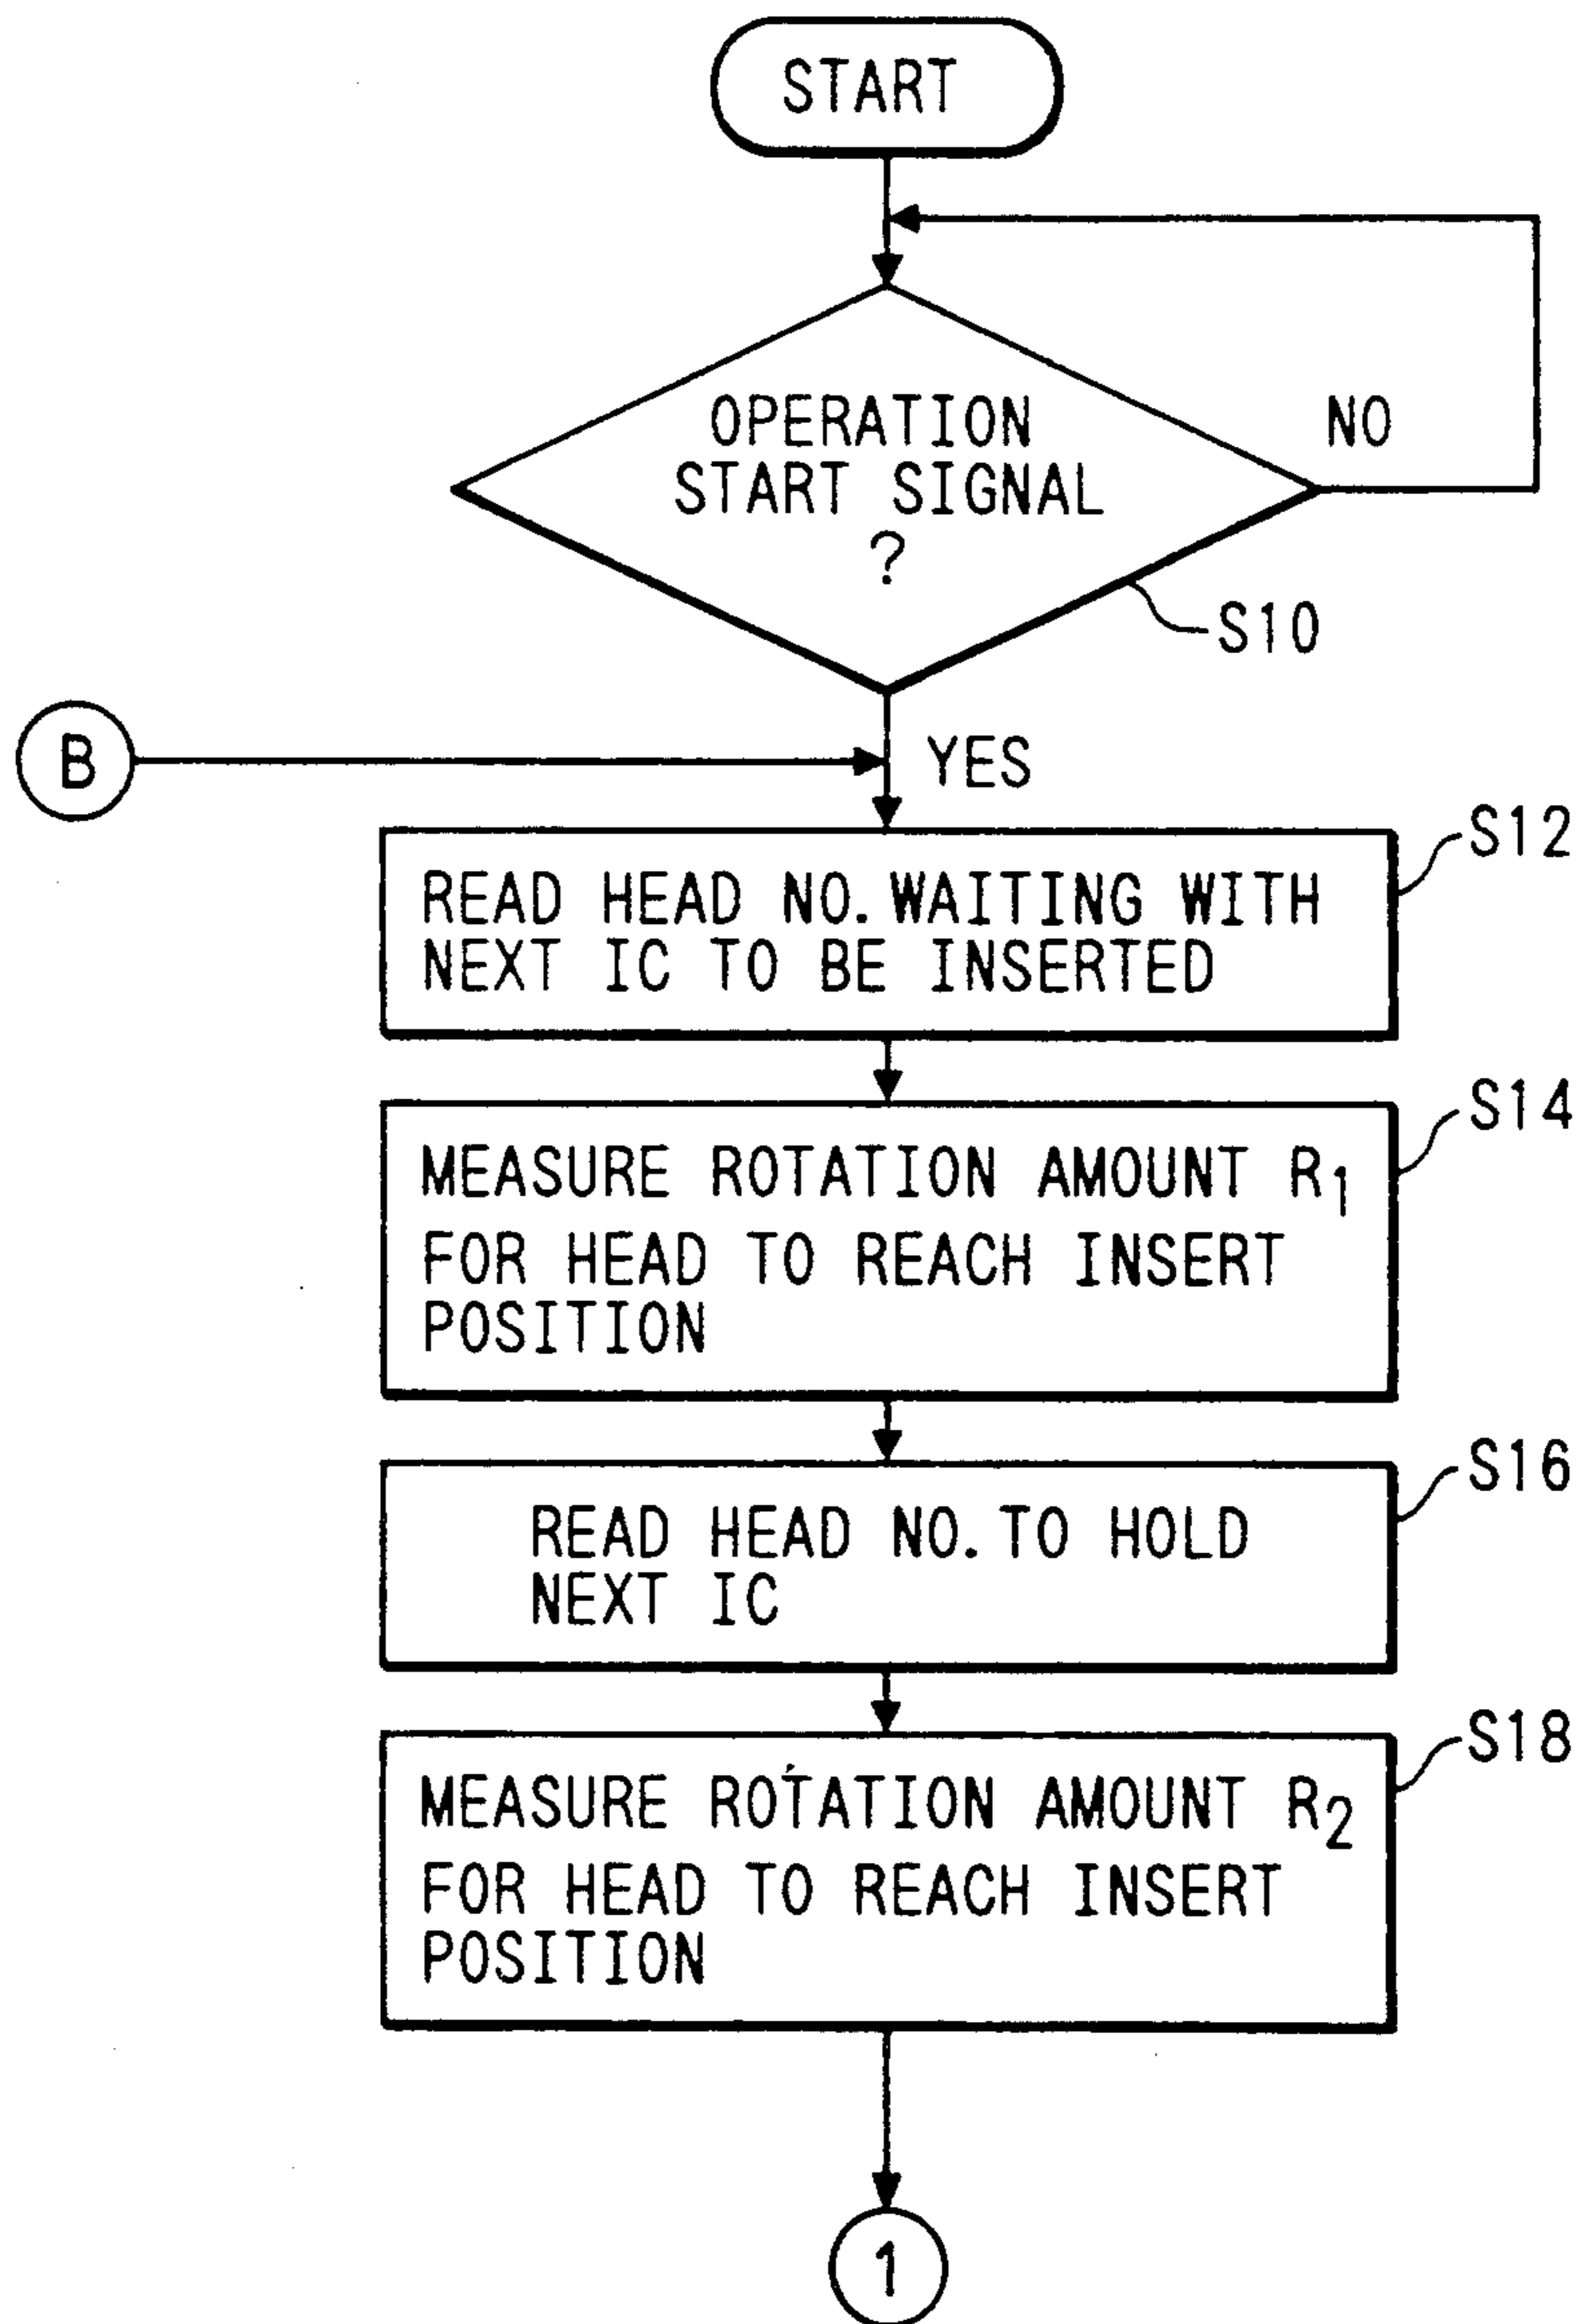 START
OPERATION
START SIGNAL
?
NO
S10
B
YES
S12
READ HEAD NO. WAITING WITH
NEXT IC TO BE INSERTED
S14
MEASURE ROTATION AMOUNT R1
FOR HEAD TO REACH INSERT
POSITION
S16
READ HEAD NO. TO HOLD
NEXT IC
S18
MEASURE ROTATION AMOUNT R2
FOR HEAD TO REACH INSERT
POSITION
1